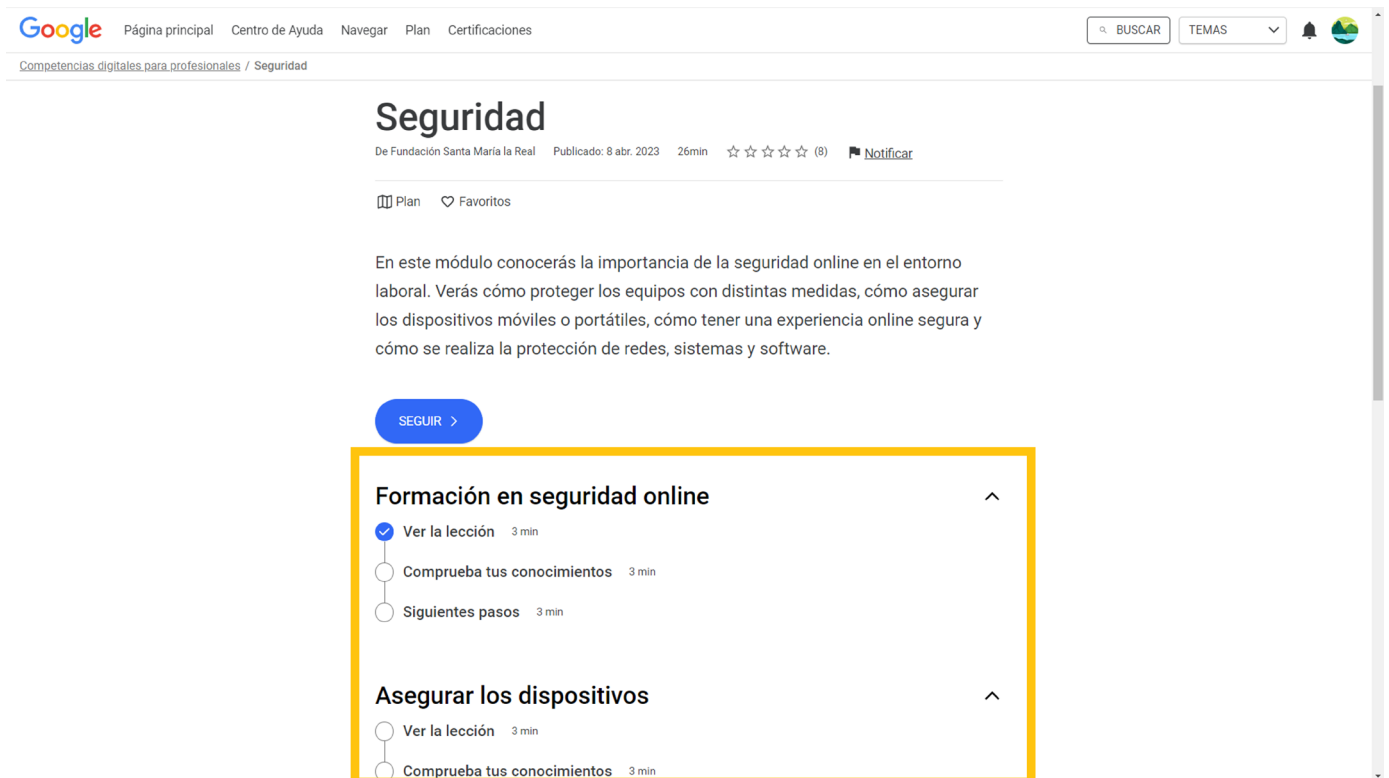 Google Página principal Centro de Ayuda Navegar Plan Certificaciones BUSCAR TEMAS
Competencias digitales para profesionales / Seguridad
Seguridad
De Fundación Santa María la Real Publicado: 8 abr. 2023 26min (8) Notificar
Plan Favoritos
En este módulo conocerás la importancia de la seguridad online en el entorno
laboral. Verás cómo proteger los equipos con distintas medidas, cómo asegurar
los dispositivos móviles o portátiles, cómo tener una experiencia online segura y
cómo se realiza la protección de redes, sistemas y software.
SEGUIR
Formación en seguridad online
Ver la lección 3 min
Comprueba tus conocimientos 3 min
Siguientes pasos 3 min
Asegurar los dispositivos
Ver la lección 3 min
Comprueba tus conocimientos 3 min